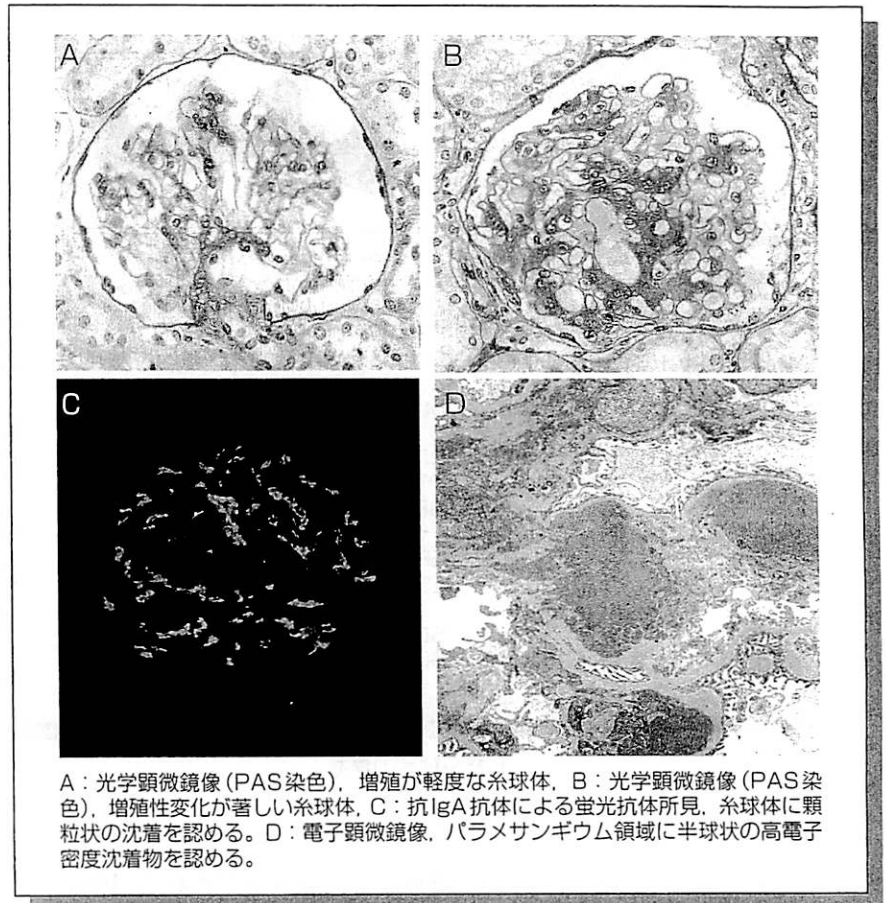 A
B
C
D
A：光学顕微鏡像(PAS染色)，増殖が軽度な糸球体，B：光学顕微鏡像(PAS染
色)，増殖性変化が著しい糸球体，C：抗IgA抗体による蛍光抗体所見，糸球体に顆
粒状の沈着を認める。D：電子顕微鏡像，パラメサンギウム領域に半球状の高電子
密度沈着物を認める。